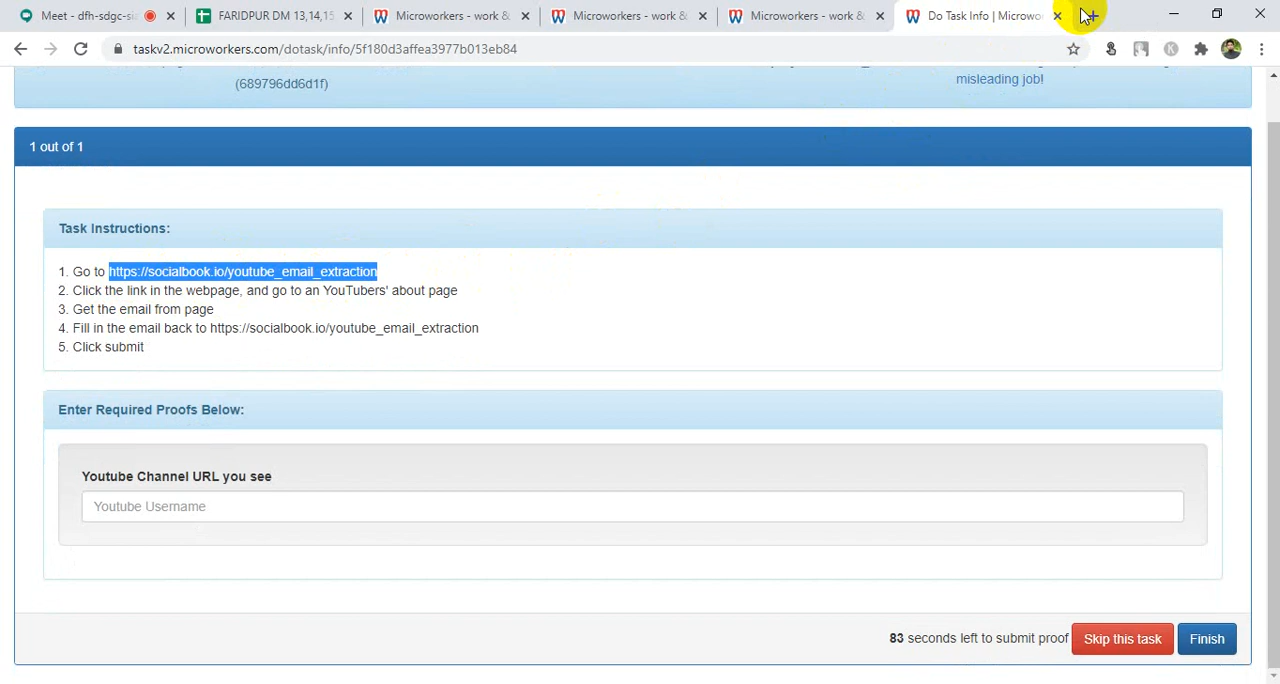 Meet - dfh-sdgc-su
FARIDPUR DM 13,14,15
Microworkers - work &
Microworkers - work &
Microworkers - work &
Do Task Info | Microwo
taskv2.microworkers.com/dotask/info/5f180d3affea3977b013eb84
K
(689796dd6d1f)
misleading job!
1 out of 1
Task Instructions:
1. Go to https://socialbook.io/youtube_email_extraction
2. Click the link in the webpage, and go to an YouTubers' about page
3. Get the email from page
4. Fill in the email back to https://socialbook.io/youtube_email_extraction
5. Click submit
Enter Required Proofs Below:
Youtube Channel URL you see
Youtube Username
83 seconds left to submit proof
Skip this task
Finish